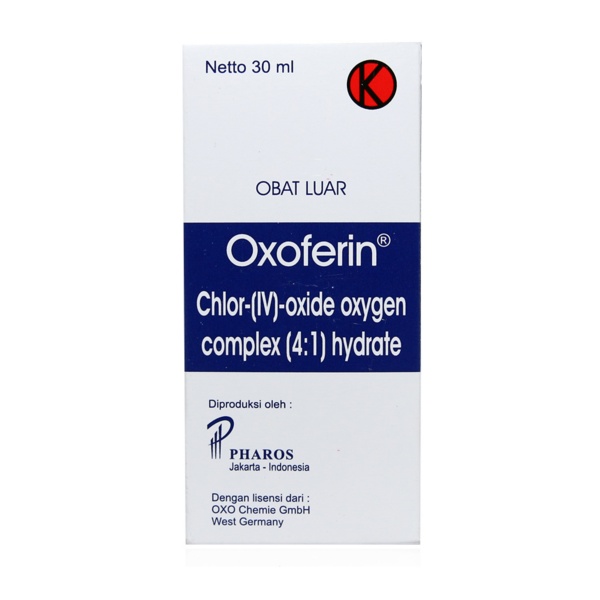 Netto 30 ml
K
OBAT LUAR
Oxoferin®
Chlor-(IV)-oxide oxygen
complex (4:1) hydrate
Diproduksi oleh :
PHAROS
Jakarta - Indonesia
Dengan lisensi dari :
OXO Chemie GmbH
West Germany